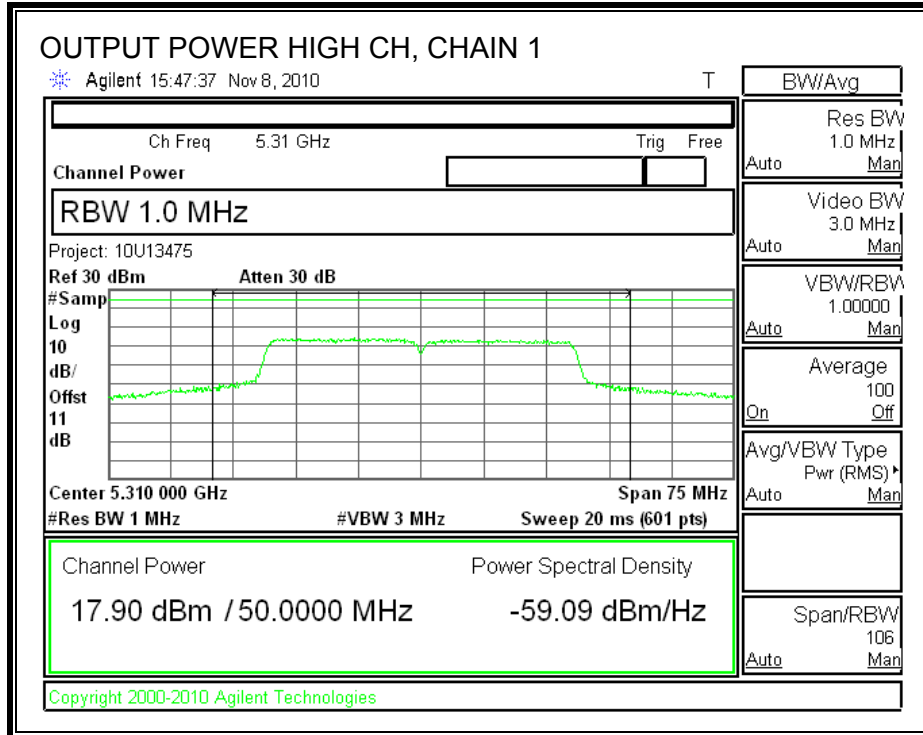 OUTPUT POWER HIGH CH, CHAIN 1
Agilent 15:47:37 Nov 8, 2010 T
Ch Freq 5.31 GHz Trig Free
Channel Power
RBW 1.0 MHz
Project: 10U13475
Ref 30 dBm Atten 30 dB
#Samp
Log
10
dB/
Offst
11
dB
Center 5.310 000 GHz Span 75 MHz
#Res BW 1 MHz #VBW 3 MHz Sweep 20 ms (601 pts)
Channel Power Power Spectral Density
17.90 dBm / 50.0000 MHz -59.09 dBm/Hz
Copyright 2000-2010 Agilent Technologies
BW/Avg
Res BW
1.0 MHz
Auto Man
Video BW
3.0 MHz
Auto Man
VBW/RBW
1.00000
Auto Man
Average
100
On Off
Avg/VBW Type
Pwr (RMS)
Auto Man
Span/RBW
106
Auto Man